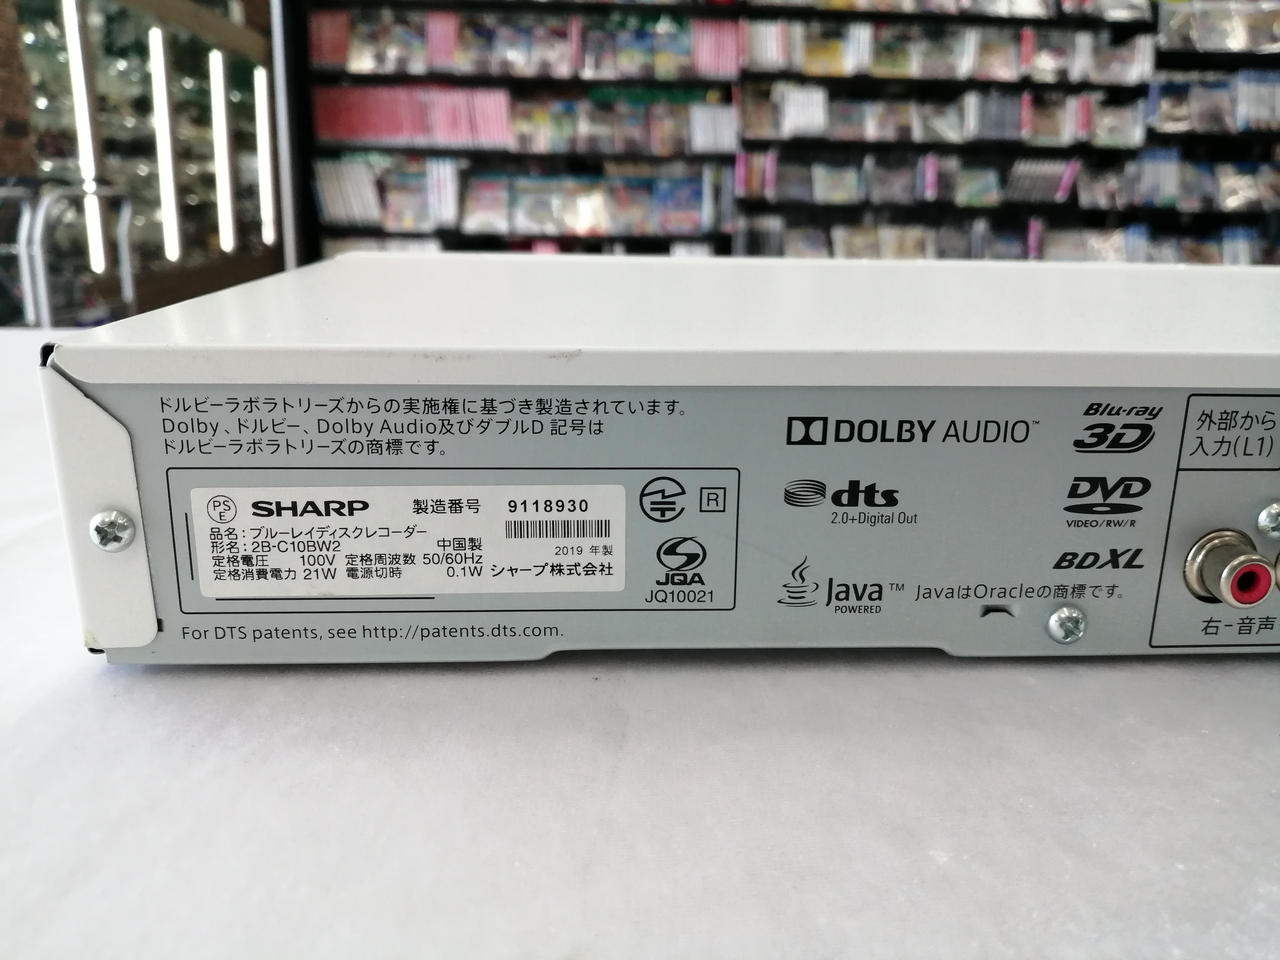 ドルビーラボラトリーズからの実施権に基づき製造されています。
Dolby、ドルビー、Dolby Audio及びダブルD 記号は
ドルビーラボラトリーズの商標です。
PS
E
SHARP 製造番号 9118930
品名：ブルーレイディスクレコーダー
形名：2B-C10BW2 中国製 2019 年製
定格電圧 100V 定格周波数 50/60Hz
定格消費電力 21W 電源切時 0.1W シャープ株式会社
R
JQA
JQ10021
For DTS patents, see http://patents.dts.com.
DOLBY AUDIO™
dts
2.0+Digital Out
Java™
POWERED
JavaはOracleの商標です。
Blu-ray
3D
DVD
VIDEO/RW/R
BDXL
外部から
入力(L1)
右-音声